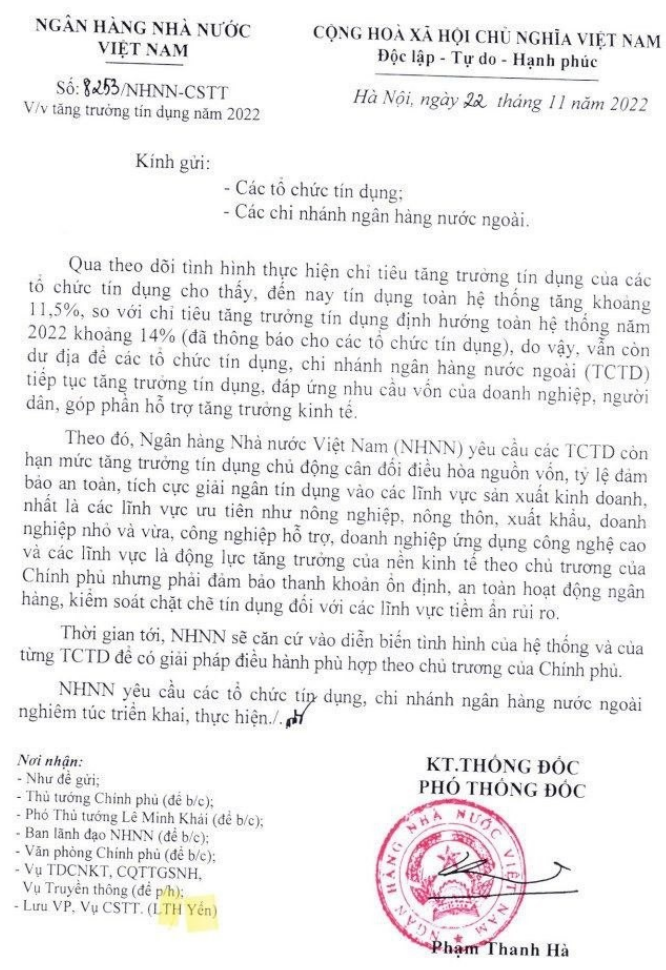 NGÂN HÀNG NHÀ NƯỚC
VIỆT NAM
CỘNG HOÀ XÃ HỘI CHỦ NGHĨA VIỆT NAM
Độc lập - Tự do - Hạnh phúc
Số: 8253/NHNN-CSTT
V/v tăng trưởng tín dụng năm 2022
Hà Nội, ngày 22 tháng 11 năm 2022
Kính gửi:
- Các tổ chức tín dụng;
- Các chi nhánh ngân hàng nước ngoài.
Qua theo dõi tình hình thực hiện chỉ tiêu tăng trưởng tín dụng của các
tổ chức tín dụng cho thấy, đến nay tín dụng toàn hệ thống tăng khoảng
11,5%, so với chỉ tiêu tăng trưởng tín dụng định hướng toàn hệ thống năm
2022 khoảng 14% (đã thông báo cho các tổ chức tín dụng), do vậy, vẫn còn
dư địa để các tổ chức tín dụng, chi nhánh ngân hàng nước ngoài (TCTD)
tiếp tục tăng trưởng tín dụng, đáp ứng nhu cầu vốn của doanh nghiệp, người
dân, góp phần hỗ trợ tăng trưởng kinh tế.
Theo đó, Ngân hàng Nhà nước Việt Nam (NHNN) yêu cầu các TCTD còn
hạn mức tăng trưởng tín dụng chủ động cân đối điều hòa nguồn vốn, tỷ lệ đảm
bảo an toàn, tích cực giải ngân tín dụng vào các lĩnh vực sản xuất kinh doanh,
nhất là các lĩnh vực ưu tiên như nông nghiệp, nông thôn, xuất khẩu, doanh
nghiệp nhỏ và vừa, công nghiệp hỗ trợ, doanh nghiệp ứng dụng công nghệ cao
và các lĩnh vực là động lực tăng trưởng của nền kinh tế theo chủ trương của
Chính phủ nhưng phải đảm bảo thanh khoản ổn định, an toàn hoạt động ngân
hàng, kiểm soát chặt chẽ tín dụng đối với các lĩnh vực tiềm ẩn rủi ro.
Thời gian tới, NHNN sẽ căn cứ vào diễn biến tình hình của hệ thống và của
từng TCTD để có giải pháp điều hành phù hợp theo chủ trương của Chính phủ.
NHNN yêu cầu các tổ chức tín dụng, chi nhánh ngân hàng nước ngoài
nghiêm túc triển khai, thực hiện./.
Nơi nhận:
- Như đề gửi;
- Thủ tướng Chính phủ (để b/c);
- Phó Thủ tướng Lê Minh Khái (để b/c);
- Ban lãnh đạo NHNN (để b/c);
- Văn phòng Chính phủ (để b/c);
- Vụ TDCNKT, CQTTGSNH,
Vụ Truyền thông (để p/h);
- Lưu VP, Vụ CSTT. (LTH Yến)
KT.THỐNG ĐỐC
PHÓ THỐNG ĐỐC
NGÂN HÀNG NHÀ NƯỚC VIỆT NAM
Phạm Thanh Hà